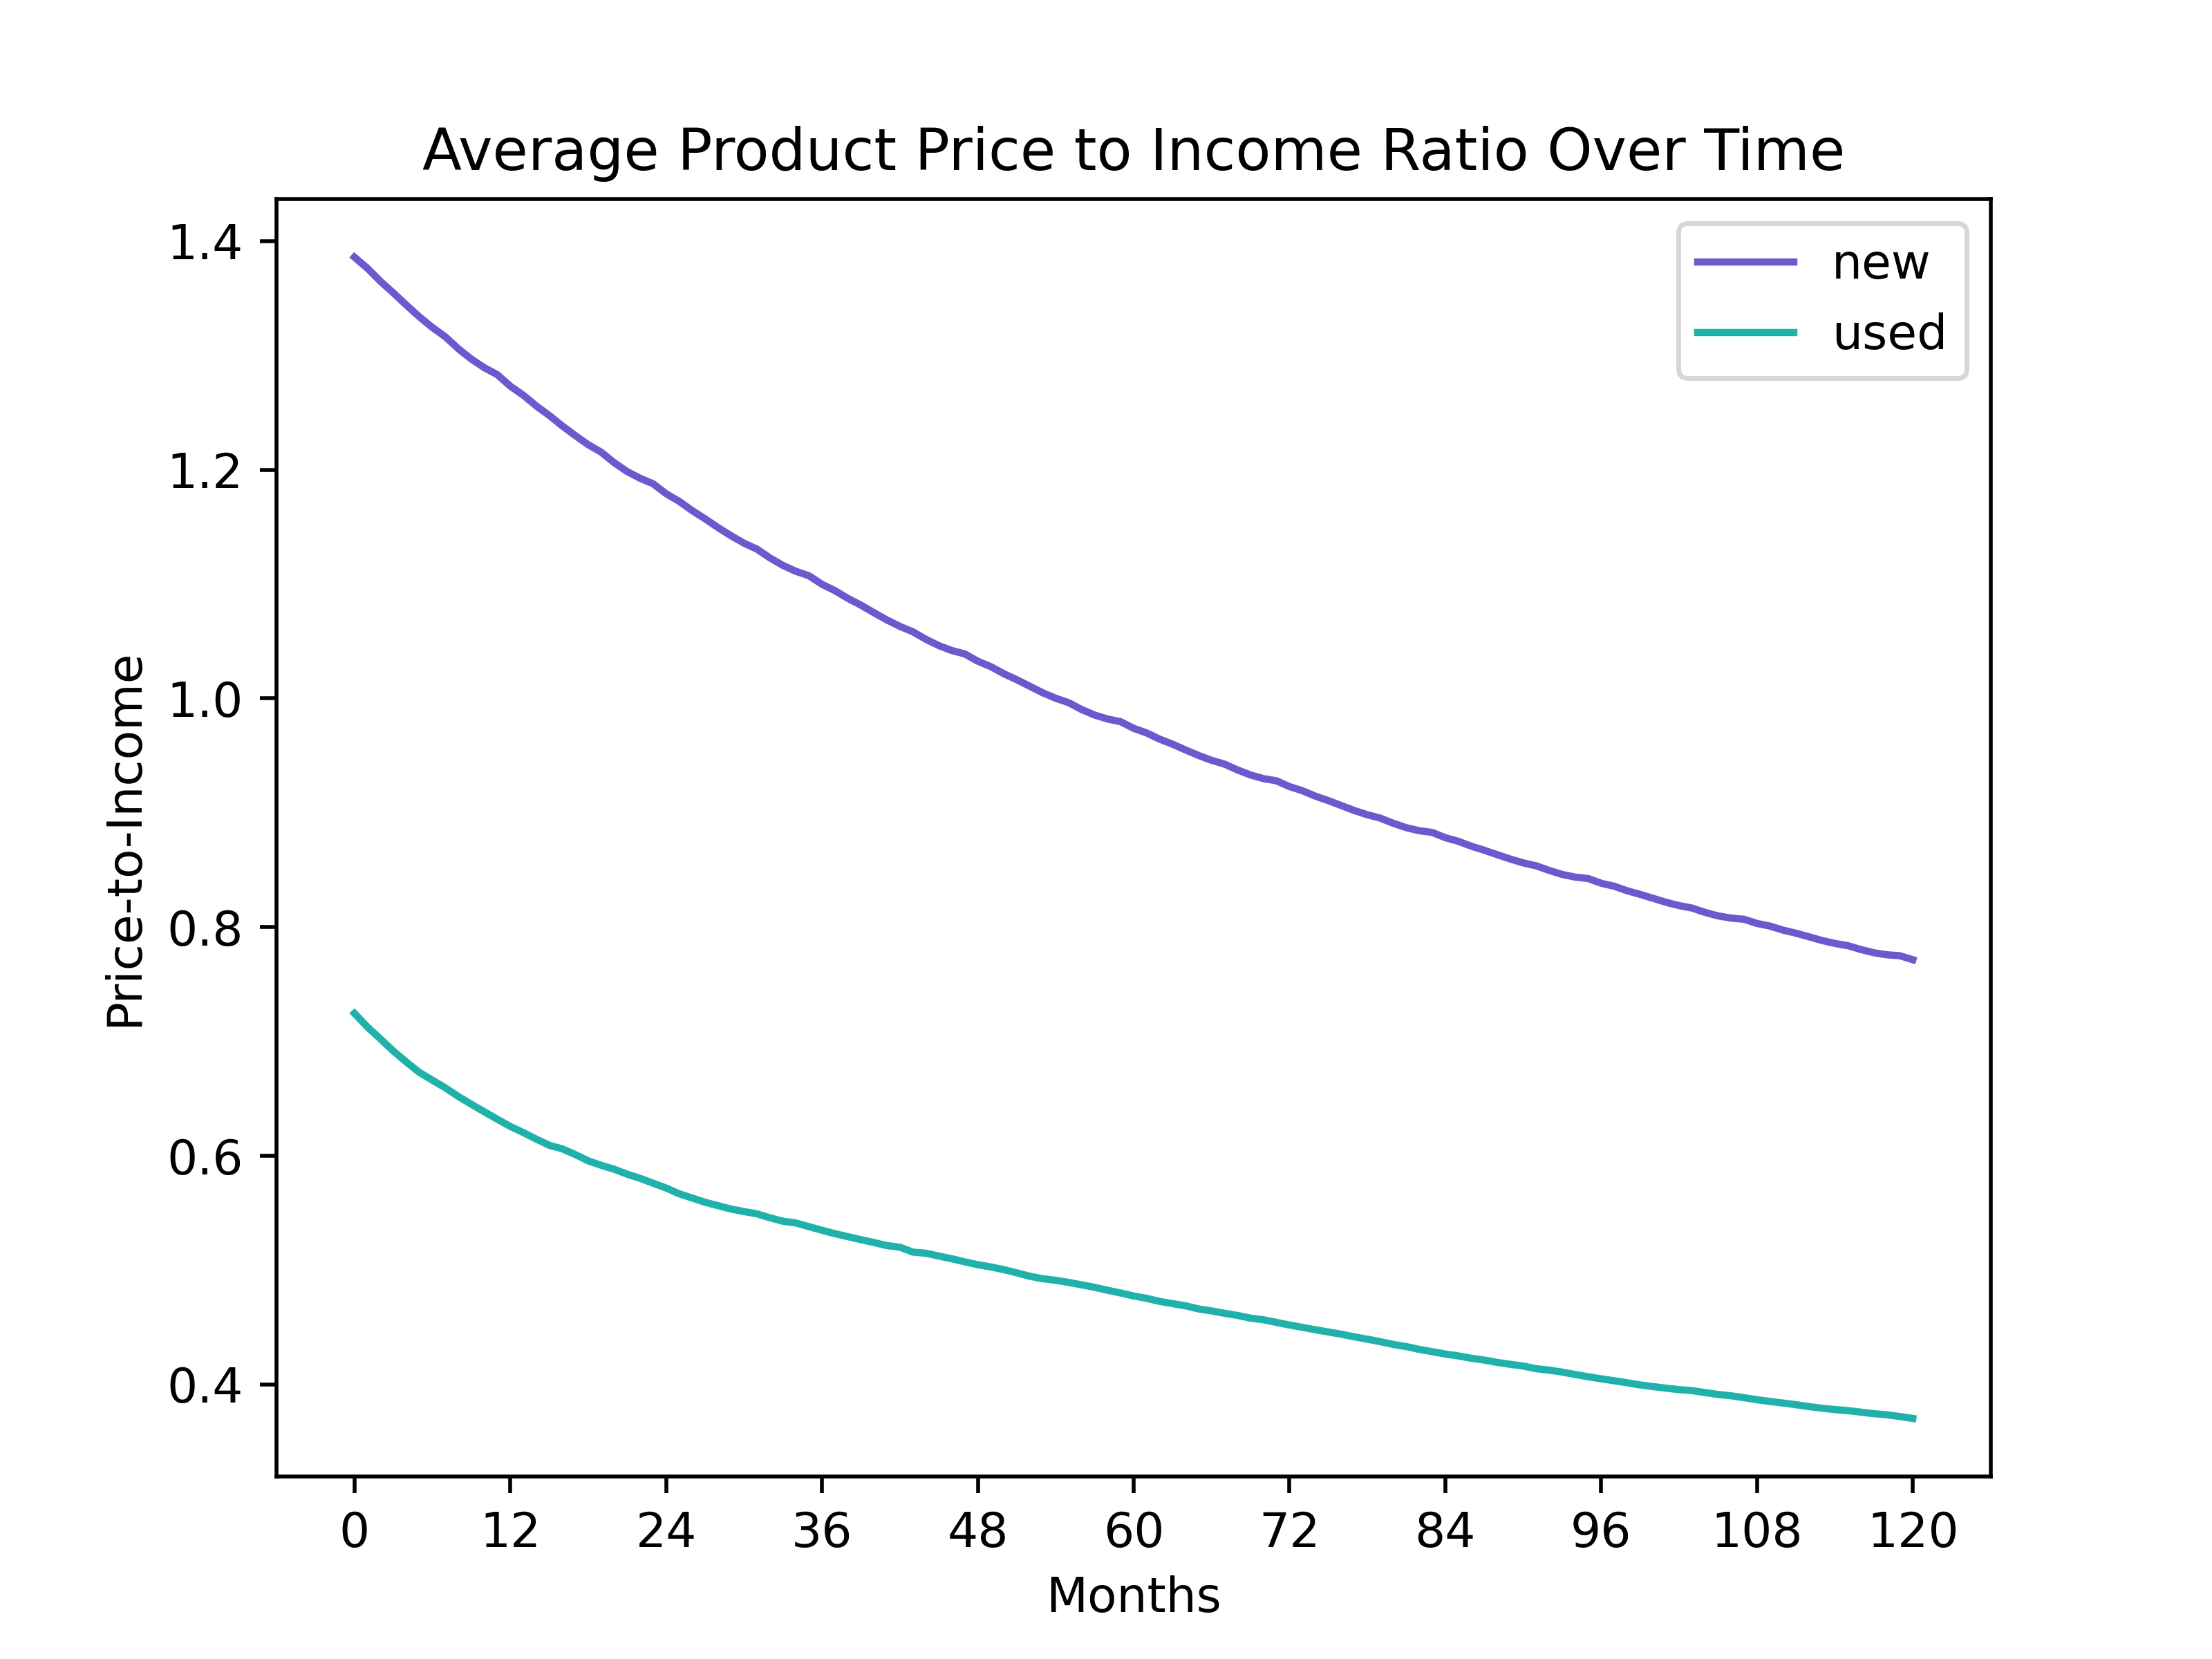 Average Product Price to Income Ratio Over Time
new
used
Price-to-Income
1.4
1.2
1.0
0.8
0.6
0.4
0 12 24 36 48 60 72 84 96 108 120
Months